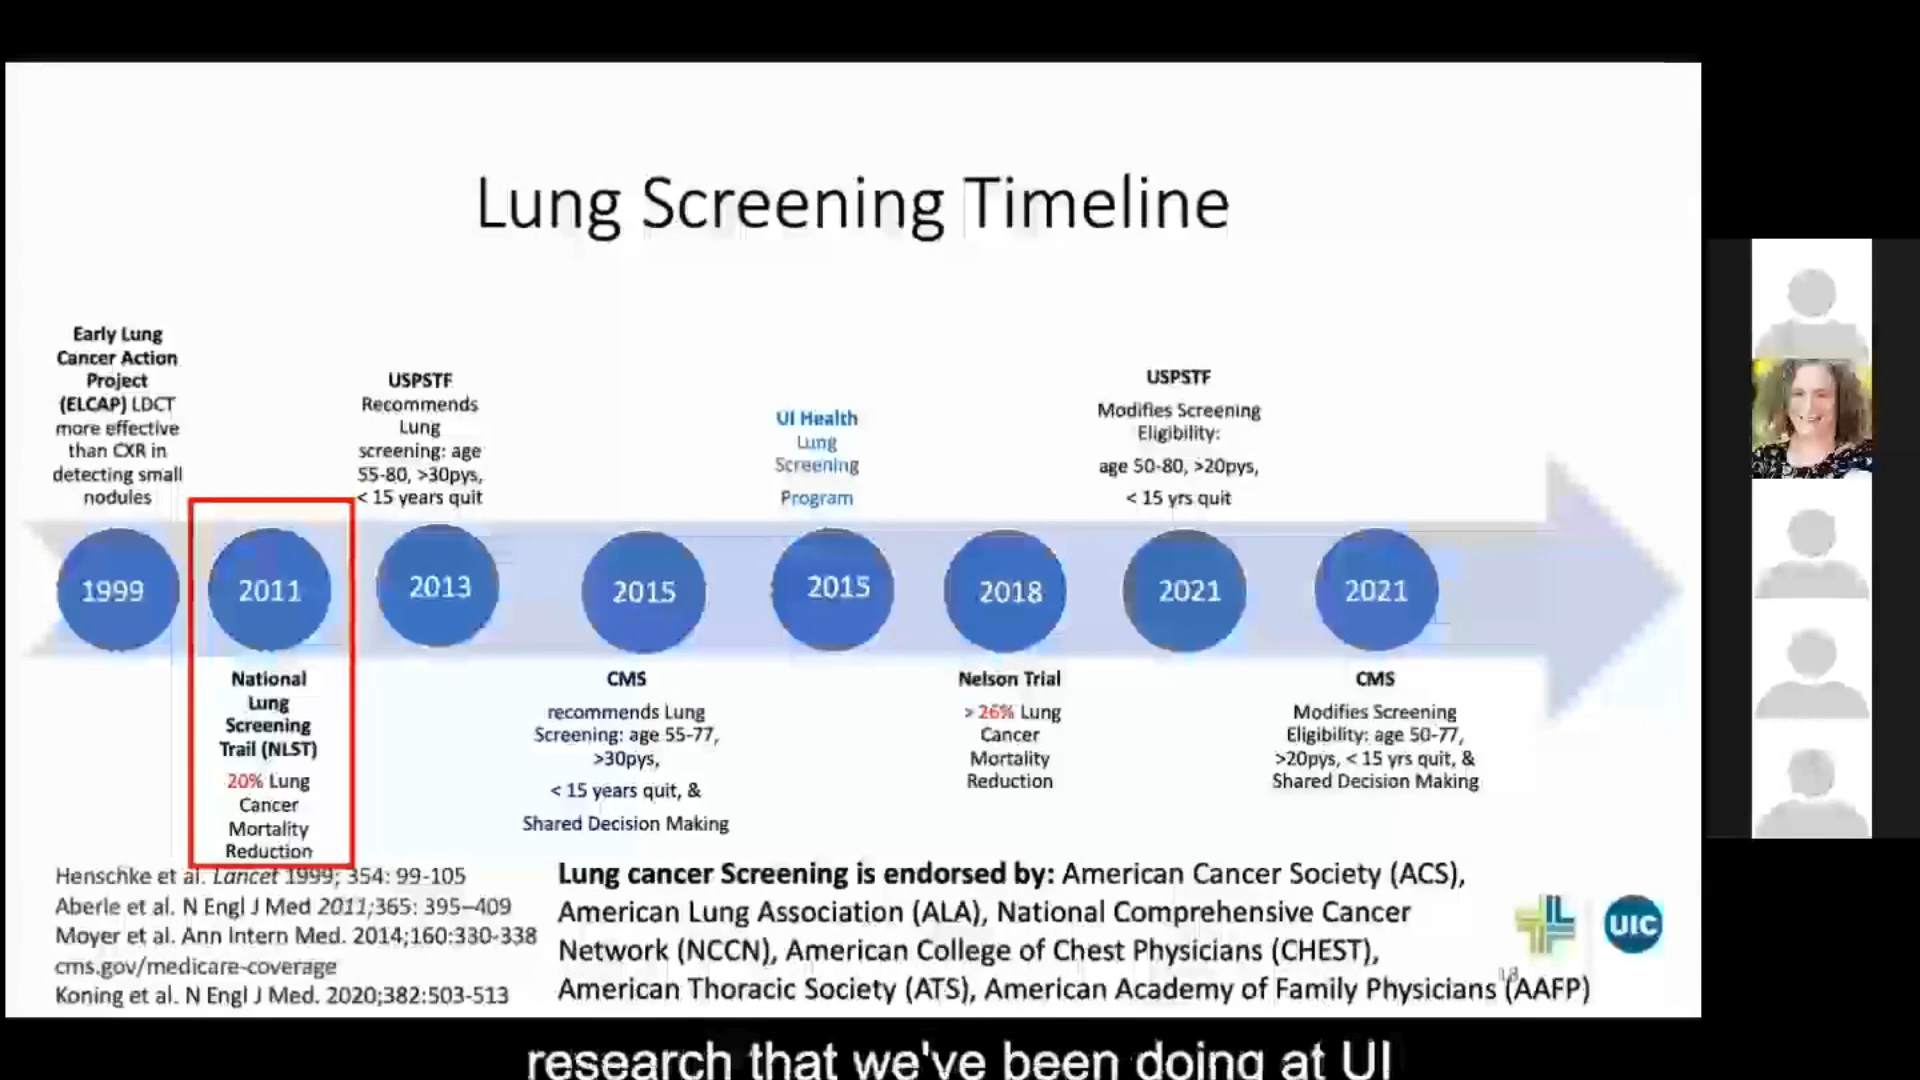 Lung Screening Timeline
Early Lung
Cancer Action
Project
(ELCAP) LDCT
more effective
than CXR in
detecting small
nodules
USPSTF
Recommends
Lung
screening: age
55-80, >30pys,
< 15 years quit
UI Health
Lung
Screening
Program
USPSTF
Modifies Screening
Eligibility:
age 50-80, >20pys,
< 15 yrs quit
1999
2011
2013
2015
2015
2018
2021
2021
National
Lung
Screening
Trail (NLST)
20% Lung
Cancer
Mortality
Reduction
CMS
recommends Lung
Screening: age 55-77,
>30pys,
< 15 years quit, &
Shared Decision Making
Nelson Trial
> 26% Lung
Cancer
Mortality
Reduction
CMS
Modifies Screening
Eligibility: age 50-77,
>20pys, < 15 yrs quit, &
Shared Decision Making
Henschke et al. Lancet 1999; 354: 99-105
Aberle et al. N Engl J Med 2011;365: 395–409
Moyer et al. Ann Intern Med. 2014;160:330-338
cms.gov/medicare-coverage
Koning et al. N Engl J Med. 2020;382:503-513
Lung cancer Screening is endorsed by: American Cancer Society (ACS),
American Lung Association (ALA), National Comprehensive Cancer
Network (NCCN), American College of Chest Physicians (CHEST),
American Thoracic Society (ATS), American Academy of Family Physicians (AAFP)
UIC
research that we've been doing at UI